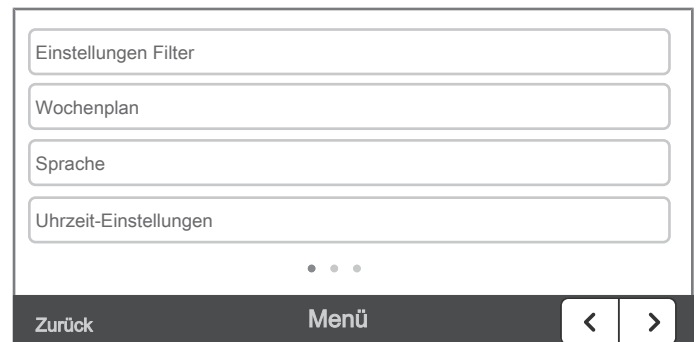 Einstellungen Filter
Wochenplan
Sprache
Uhrzeit-Einstellungen
Zurück Menü < >